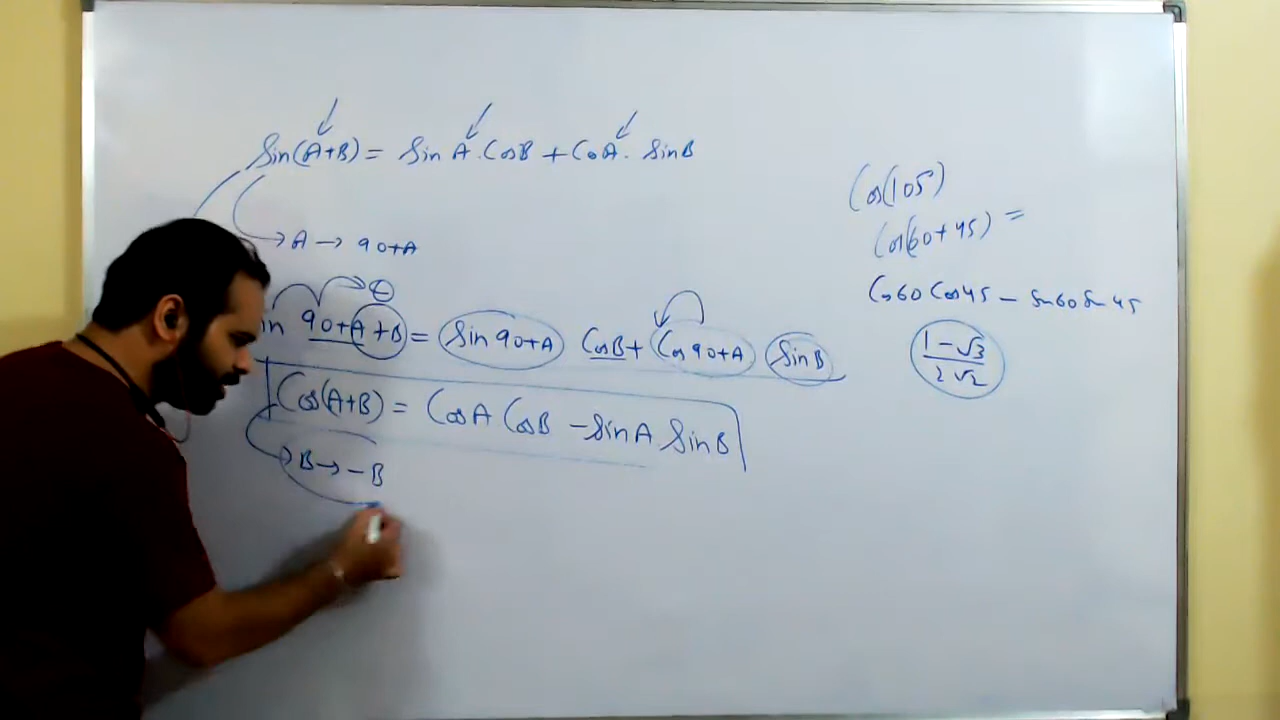 Sin(A+B) = Sin A . CosB + CosA . SinB
A → 90+A
in 90+A+B = Sin 90+A CosB + Cos 90+A SinB
Cos(A+B) = CosA CosB - SinA SinB
B → -B
Cos(105)
Cos(60+45) =
Cos60 Cos45 - Sin60 Sin45
1-√3
2√2